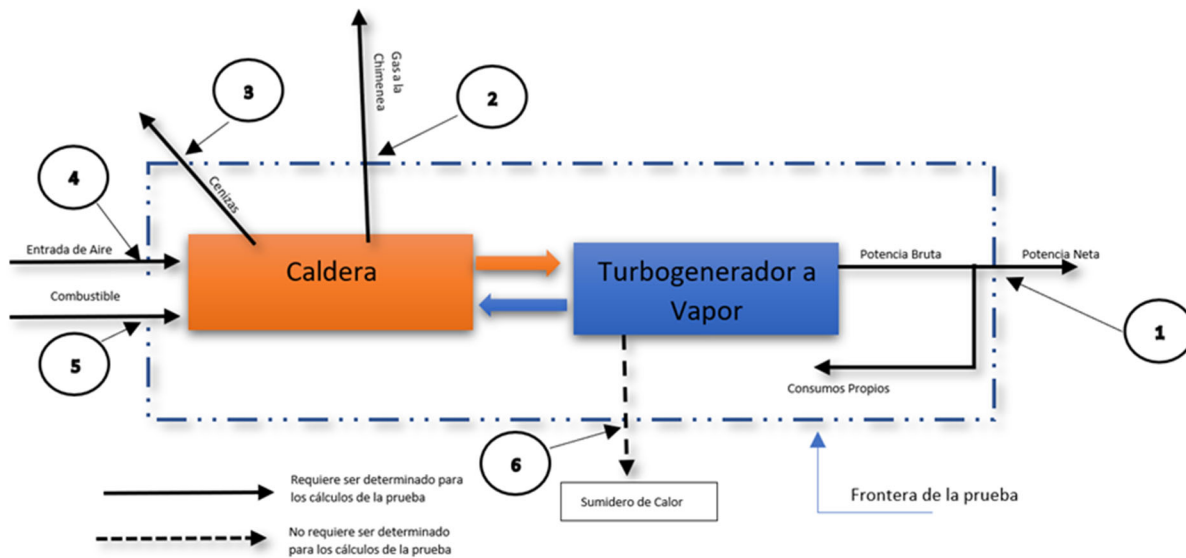 Gas a la
Chimenea
3
2
Cenizas
4
Entrada de Aire
Caldera
Turbogenerador a
Vapor
Potencia Bruta
Potencia Neta
Combustible
5
1
Consumos Propios
6
Requiere ser determinado para
los cálculos de la prueba
Sumidero de Calor
Frontera de la prueba
No requiere ser determinado
para los cálculos de la prueba